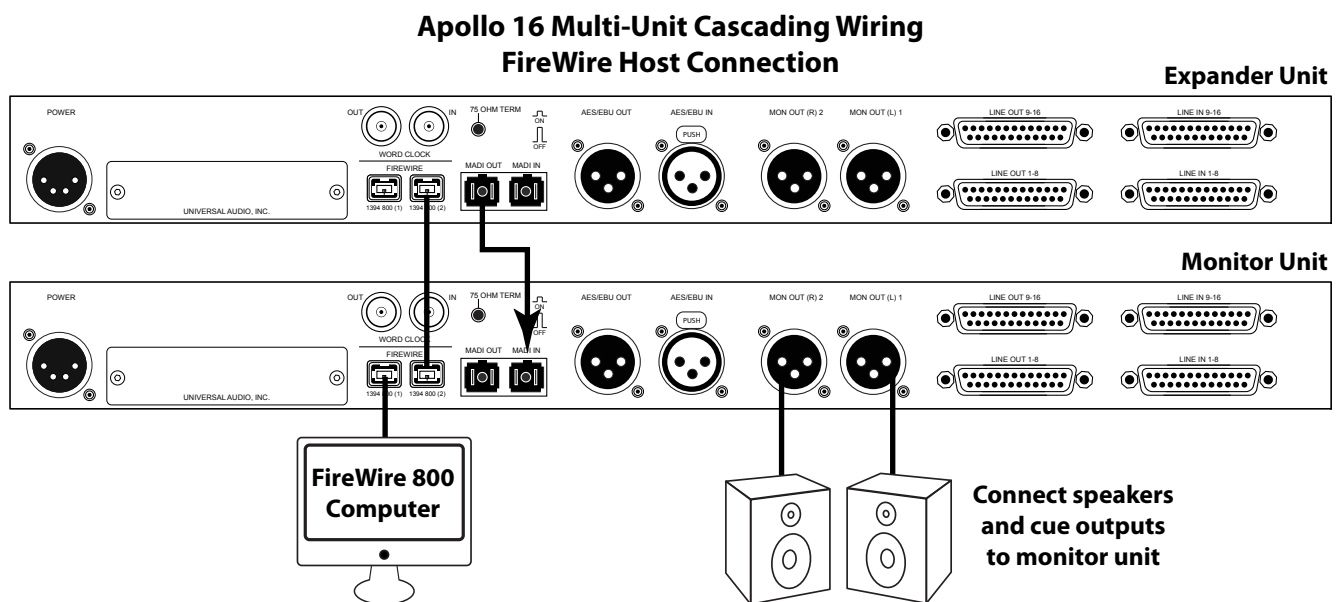 Apollo 16 Multi-Unit Cascading Wiring
FireWire Host Connection
Expander Unit
POWER
OUT
IN
75 OHM TERM
ON
OFF
AES/EBU OUT
AES/EBU IN
MON OUT (R) 2
MON OUT (L) 1
LINE OUT 9-16
LINE IN 9-16
PUSH
WORD CLOCK
FIREWIRE
MADI OUT
MADI IN
LINE OUT 1-8
LINE IN 1-8
UNIVERSAL AUDIO, INC.
1394 800 (1)
1394 800 (2)
Monitor Unit
POWER
OUT
IN
75 OHM TERM
ON
OFF
AES/EBU OUT
AES/EBU IN
MON OUT (R) 2
MON OUT (L) 1
LINE OUT 9-16
LINE IN 9-16
PUSH
WORD CLOCK
FIREWIRE
MADI OUT
MADI IN
LINE OUT 1-8
LINE IN 1-8
UNIVERSAL AUDIO, INC.
1394 800 (1)
1394 800 (2)
FireWire 800
Computer
Connect speakers
and cue outputs
to monitor unit